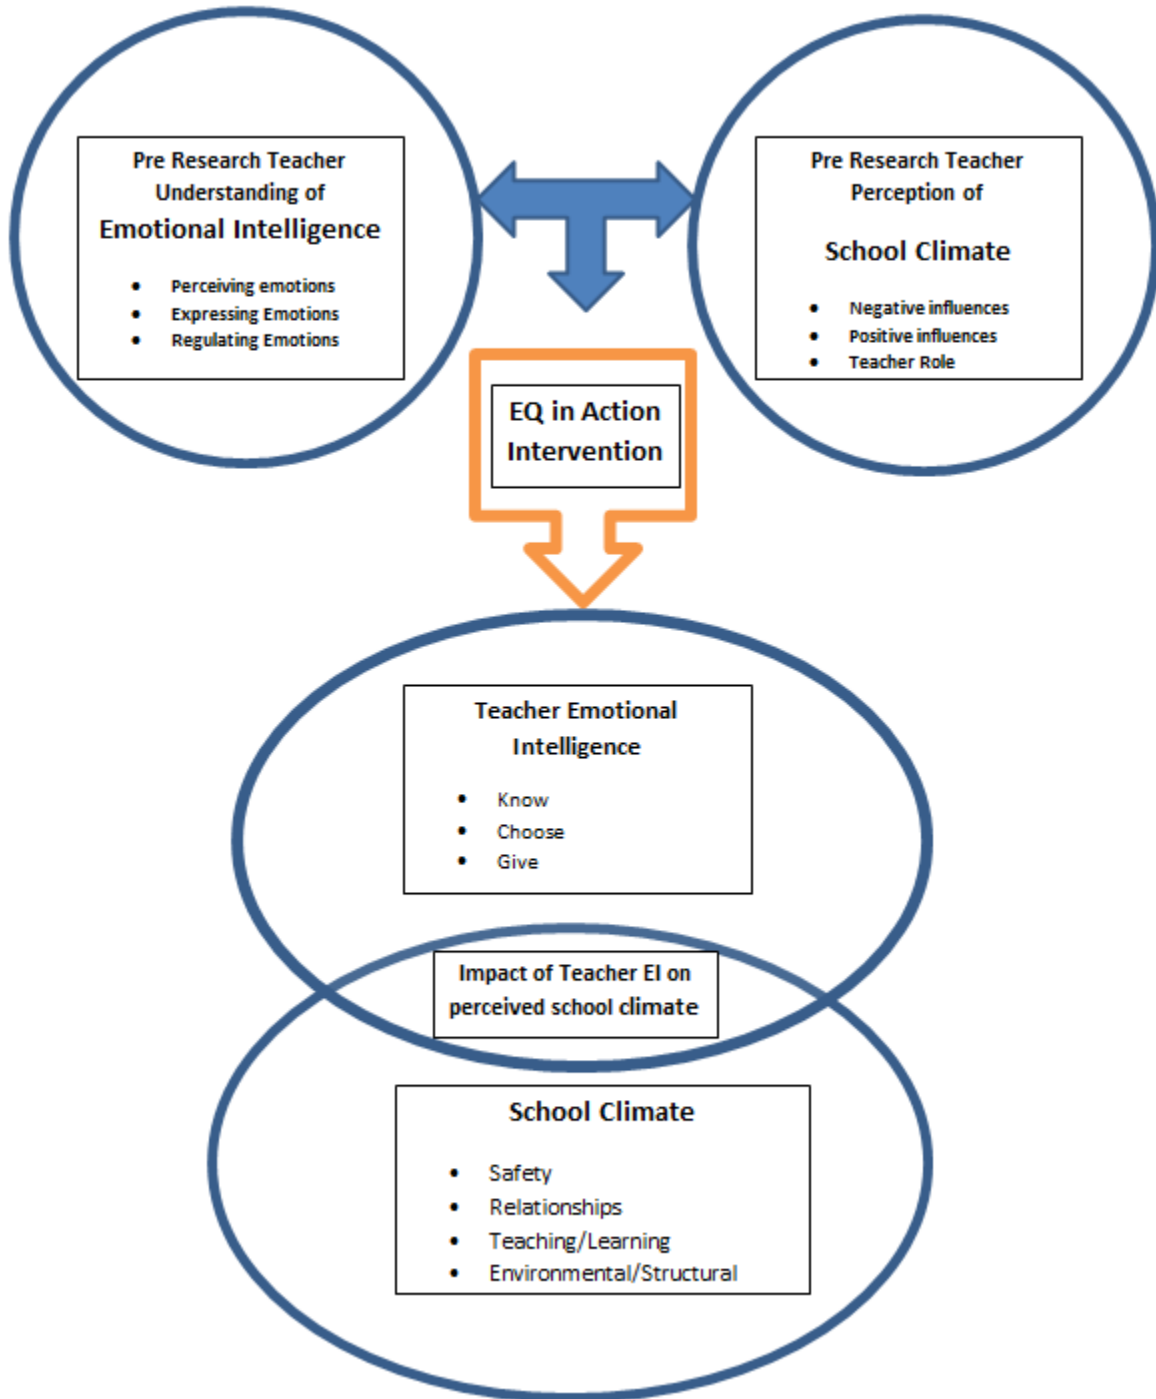 Pre Research Teacher
Understanding of
Emotional Intelligence
• Perceiving emotions
• Expressing Emotions
• Regulating Emotions
Pre Research Teacher
Perception of
School Climate
• Negative influences
• Positive influences
• Teacher Role
EQ in Action
Intervention
Teacher Emotional
Intelligence
• Know
• Choose
• Give
Impact of Teacher EI on
perceived school climate
School Climate
• Safety
• Relationships
• Teaching/Learning
• Environmental/Structural